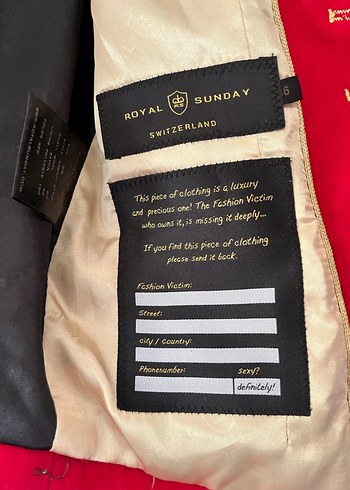 ROYAL RS SUNDAY
SWITZERLAND
6
This piece of clothing is a luxury
and precious one! The Fashion Victim
who owns it, is missing it deeply...
If you find this piece of clothing
please send it back.
Fashion Victim:
Street:
City / Country:
Phonenumber: sexy?
definitely!